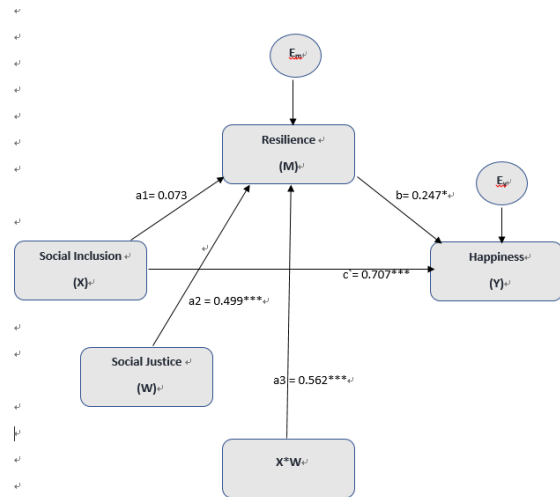 Em
Resilience
(M)
Ey
a1= 0.073
b= 0.247*
Social Inclusion
(X)
Happiness
(Y)
c`= 0.707***
a2 = 0.499***
Social Justice
(W)
a3 = 0.562***
X*W